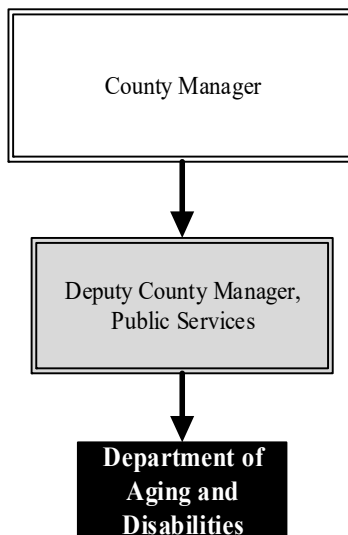 County Manager
Deputy County Manager,
Public Services
Department of
Aging and
Disabilities